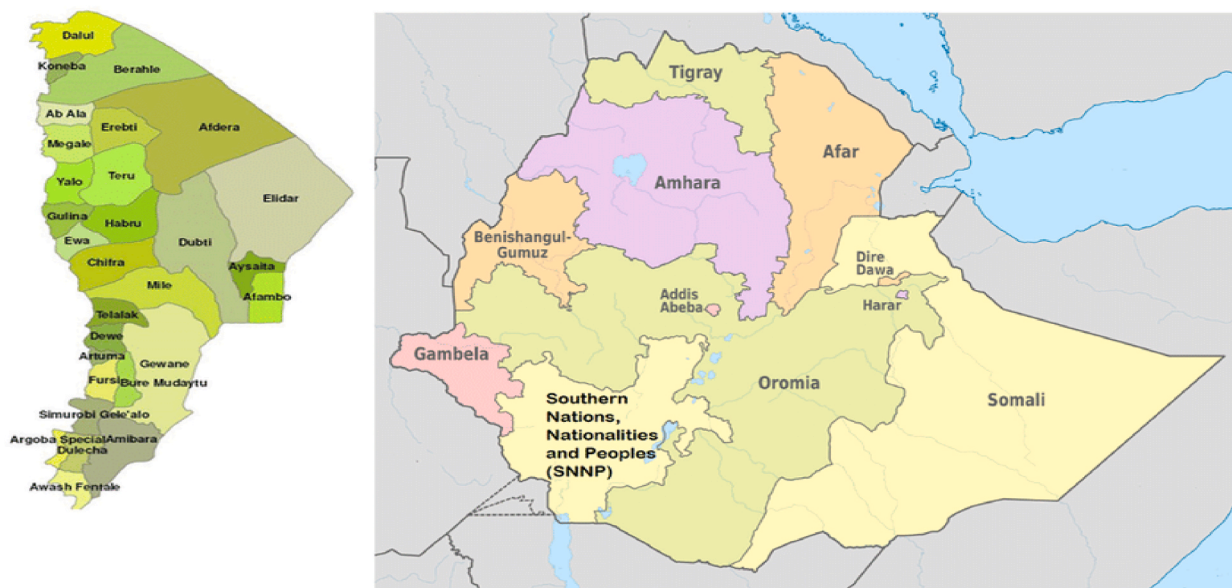 Dalul
Koneba
Berahle
Ab Ala
Erebti
Afdera
Megale
Yalo
Teru
Elidar
Gulina
Habru
Ewa
Dubti
Chifra
Aysaita
Mile
Afambo
Telalak
Dewe
Artuma
Gewane
Fursi
Bure Mudaytu
Simurobi Gele'alo
Argoba Special
Amibara
Dulecha
Awash Fentale
Tigray
Afar
Amhara
Benishangul-
Gumuz
Dire
Dawa
Addis
Abeba
Harar
Gambela
Oromia
Somali
Southern
Nations,
Nationalities
and Peoples
(SNNP)